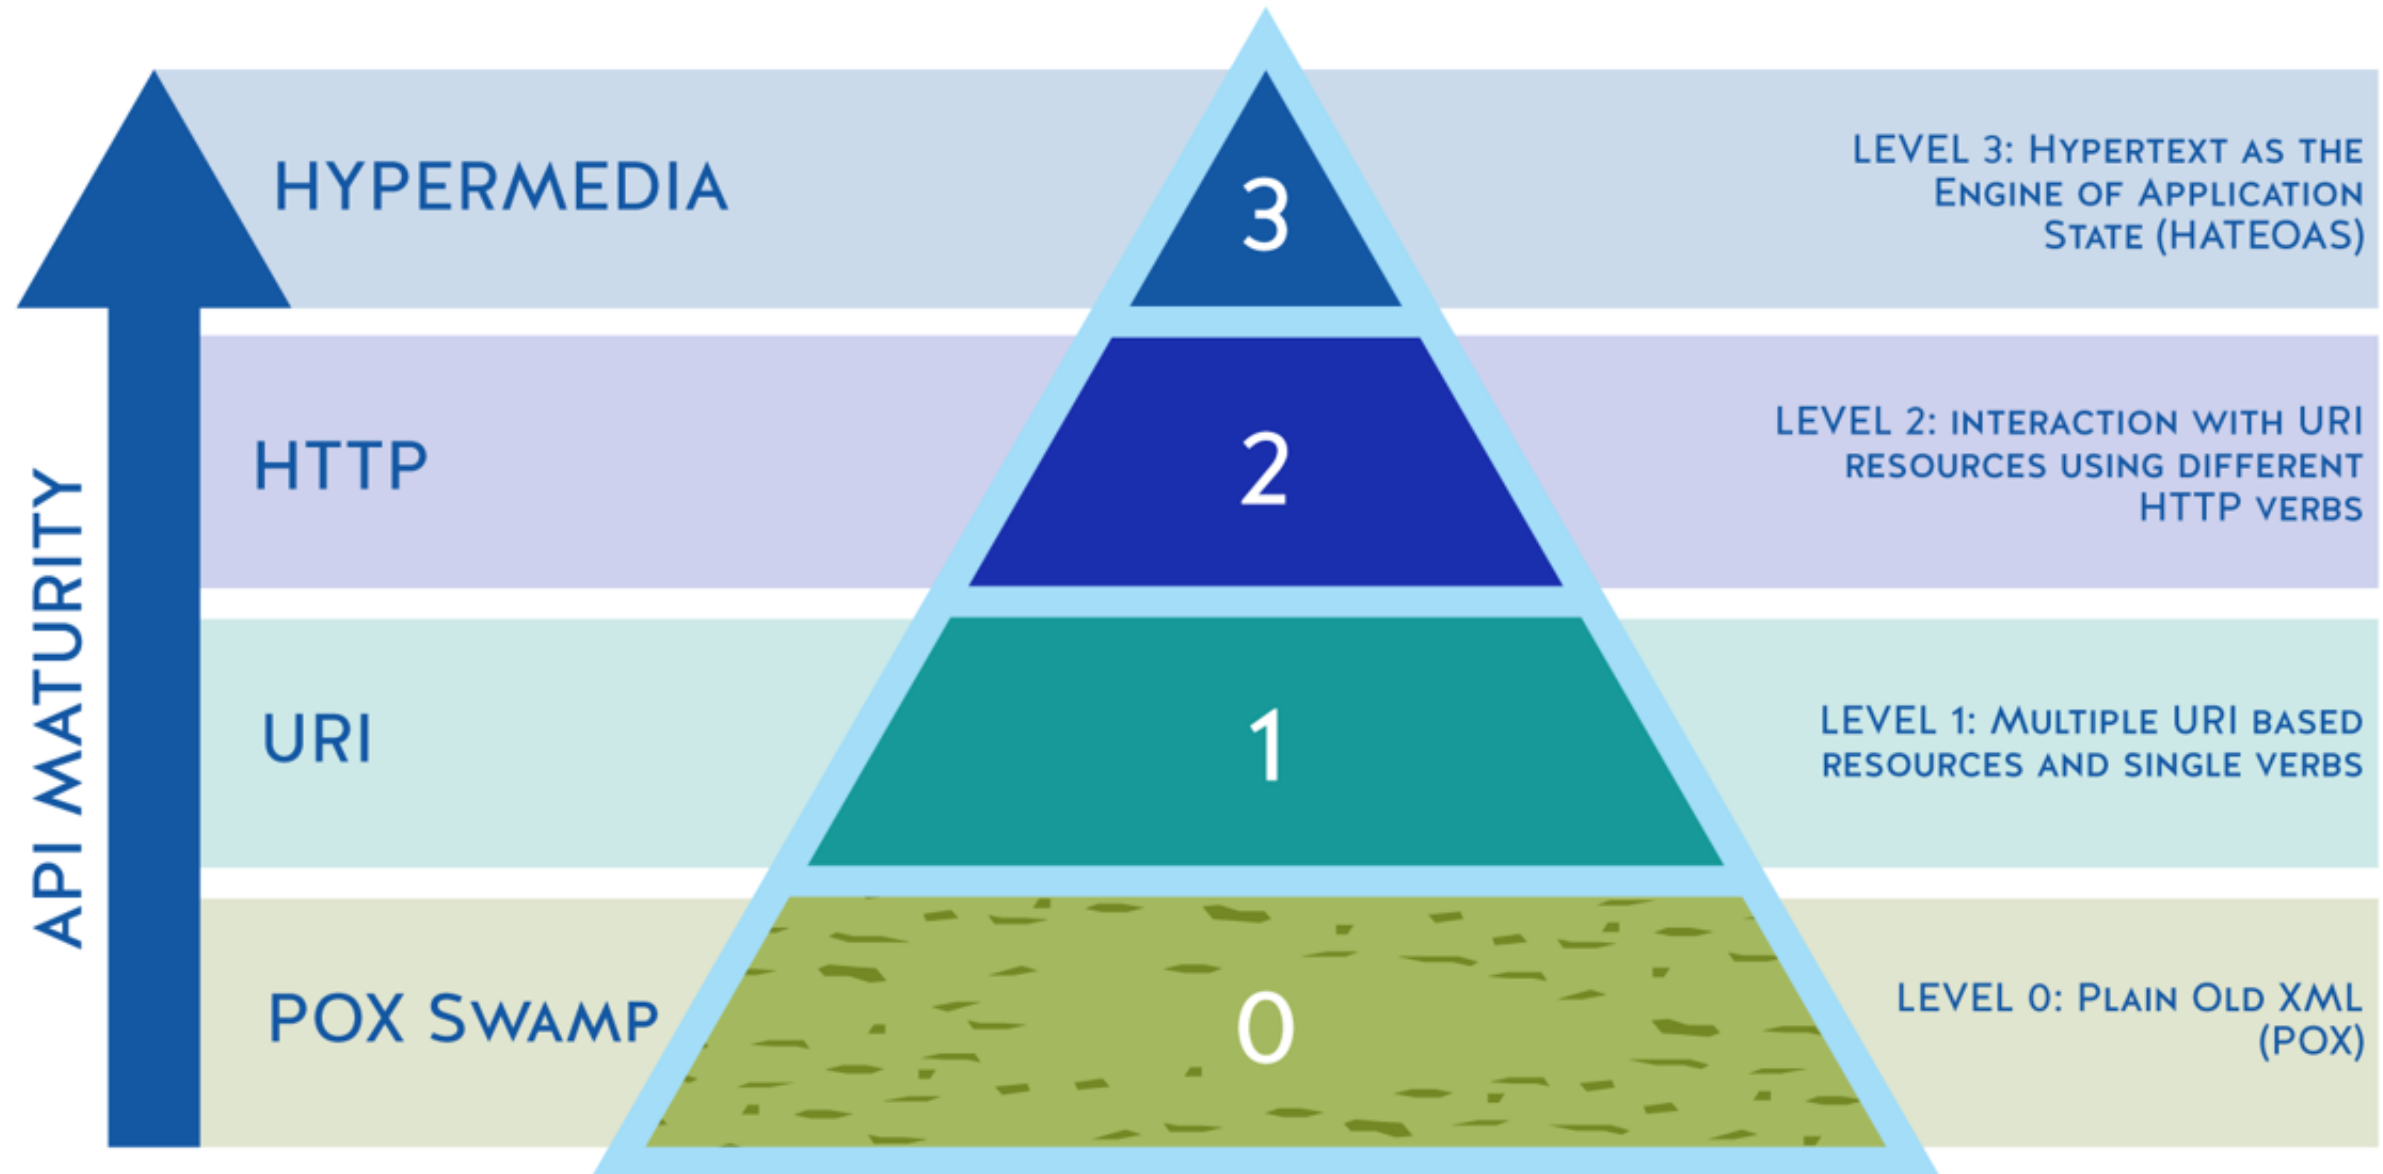 API MATURITY
HYPERMEDIA
3
LEVEL 3: HYPERTEXT AS THE
ENGINE OF APPLICATION
STATE (HATEOAS)
HTTP
2
LEVEL 2: INTERACTION WITH URI
RESOURCES USING DIFFERENT
HTTP VERBS
URI
1
LEVEL 1: MULTIPLE URI BASED
RESOURCES AND SINGLE VERBS
POX SWAMP
0
LEVEL 0: PLAIN OLD XML
(POX)